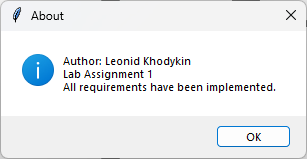 About
Author: Leonid Khodykin
Lab Assignment 1
All requirements have been implemented.
OK